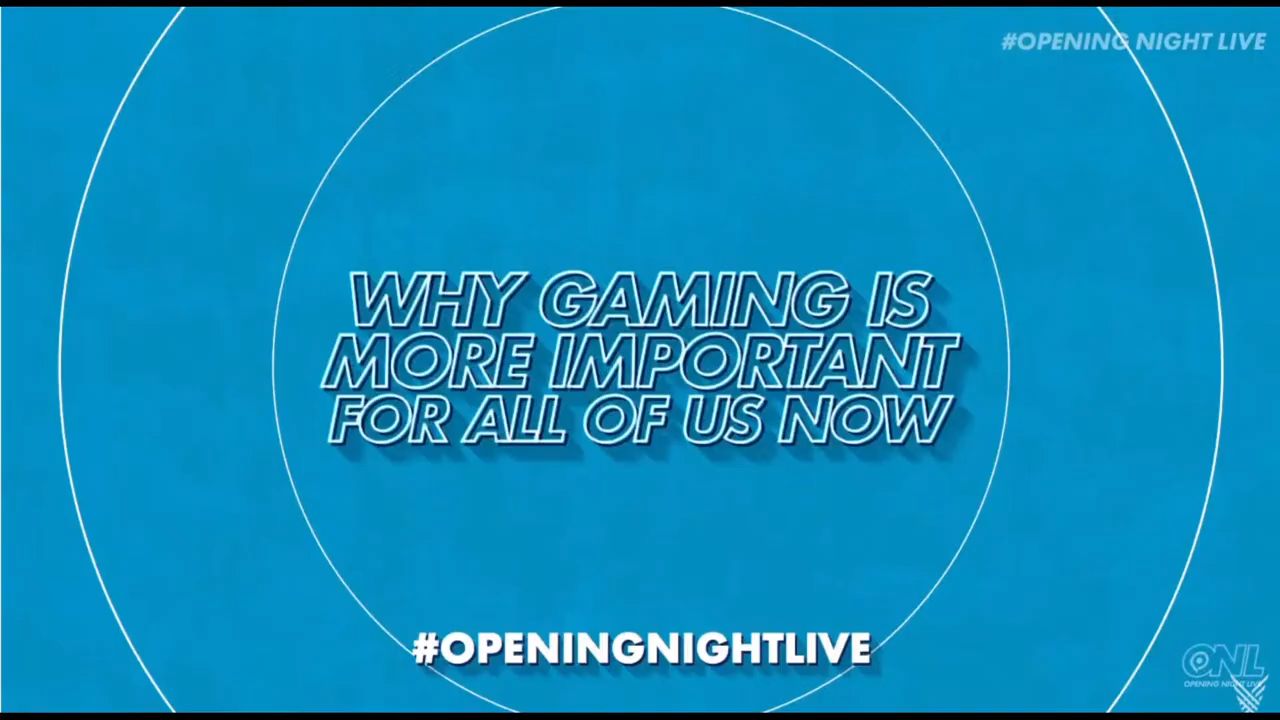 #OPENING NIGHT LIVE
WHY GAMING IS
MORE IMPORTANT
FOR ALL OF US NOW
#OPENINGNIGHTLIVE
ONL
OPENING NIGHT LIVE